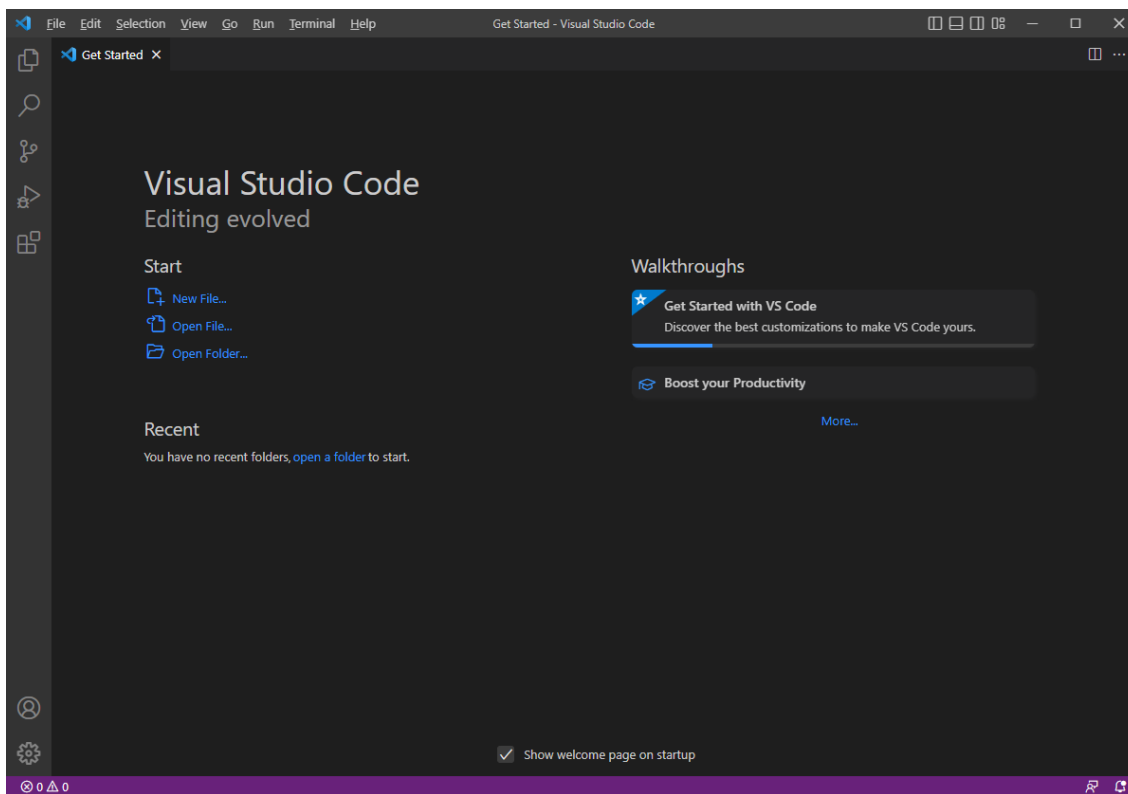 File Edit Selection View Go Run Terminal Help Get Started - Visual Studio Code
Get Started
Visual Studio Code
Editing evolved
Start
New File...
Open File...
Open Folder...
Recent
You have no recent folders, open a folder to start.
Walkthroughs
Get Started with VS Code
Discover the best customizations to make VS Code yours.
Boost your Productivity
More...
Show welcome page on startup
0 0